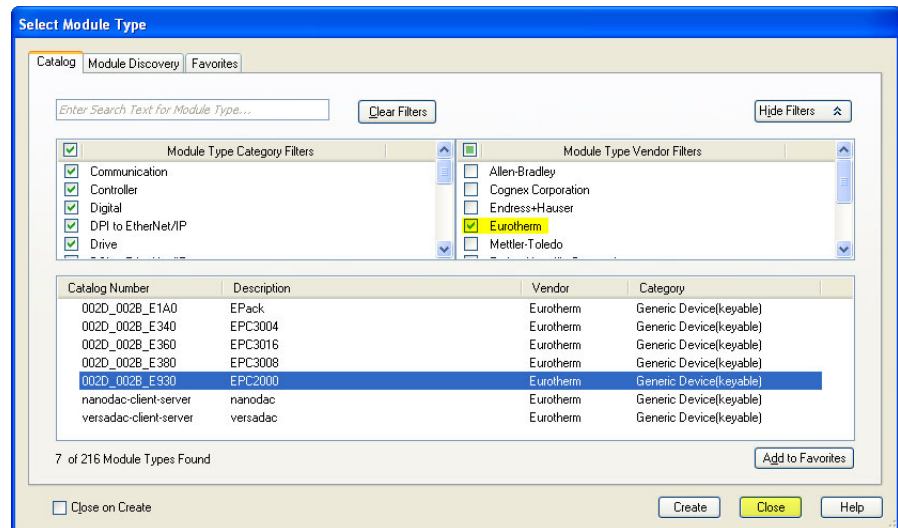 Select Module Type
Catalog Module Discovery Favorites
Enter Search Text for Module Type... Clear Filters Hide Filters
Module Type Category Filters Module Type Vendor Filters
Communication Allen-Bradley
Controller Cognex Corporation
Digital Endress+Hauser
DPI to EtherNet/IP Eurotherm
Drive Mettler-Toledo
Catalog Number Description Vendor Category
002D_002B_E1A0 EPack Eurotherm Generic Device(keyable)
002D_002B_E340 EPC3004 Eurotherm Generic Device(keyable)
002D_002B_E360 EPC3016 Eurotherm Generic Device(keyable)
002D_002B_E380 EPC3008 Eurotherm Generic Device(keyable)
002D_002B_E930 EPC2000 Eurotherm Generic Device(keyable)
nanodac-client-server nanodac Eurotherm Generic Device(keyable)
versadac-client-server versadac Eurotherm Generic Device(keyable)
7 of 216 Module Types Found Add to Favorites
Close on Create Create Close Help